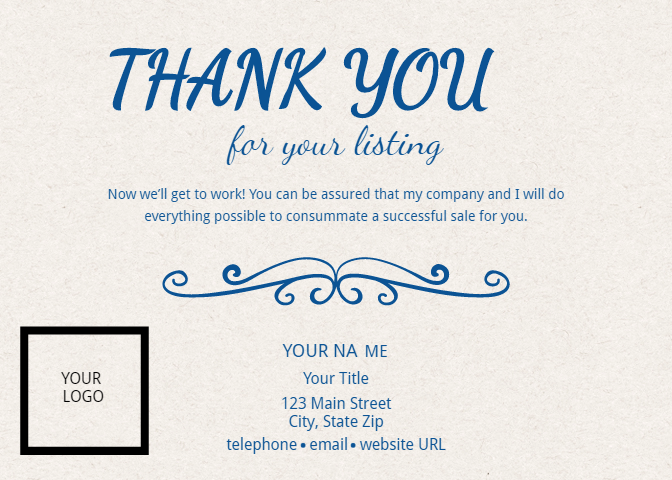 THANK YOU
for your listing
Now we’ll get to work! You can be assured that my company and I will do
everything possible to consummate a successful sale for you.
YOUR
LOGO
YOUR NA ME
Your Title
123 Main Street
City, State Zip
telephone • email • website URL